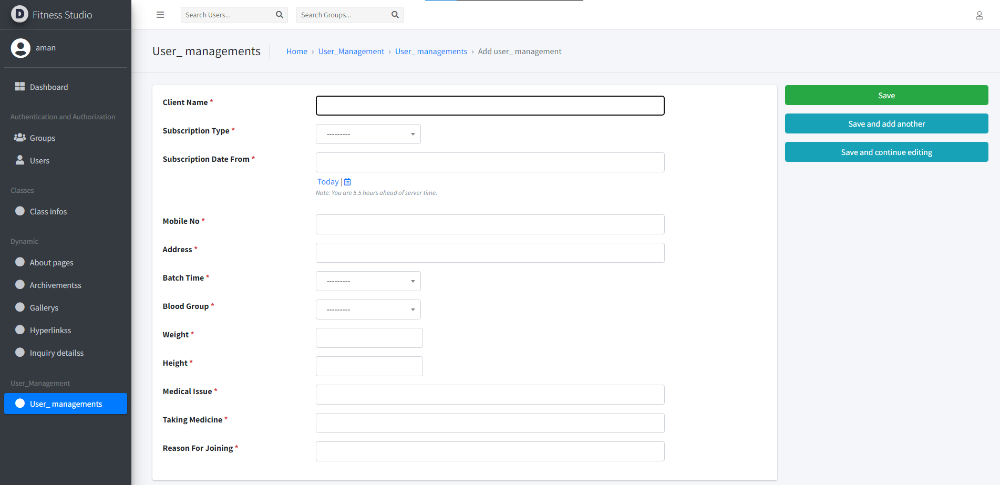 D Fitness Studio
aman
Dashboard
Authentication and Authorization
Groups
Users
Classes
Class infos
Dynamic
About pages
Archivementss
Gallerys
Hyperlinkss
Inquiry detailss
User_Management
User_ managements
Search Users...
Search Groups...
User_ managements
Home › User_Management › User_ managements › Add user_ management
Client Name *
Subscription Type *
---------
Subscription Date From *
Today |
Note: You are 5.5 hours ahead of server time.
Mobile No *
Address *
Batch Time *
---------
Blood Group *
---------
Weight *
Height *
Medical Issue *
Taking Medicine *
Reason For Joining *
Save
Save and add another
Save and continue editing